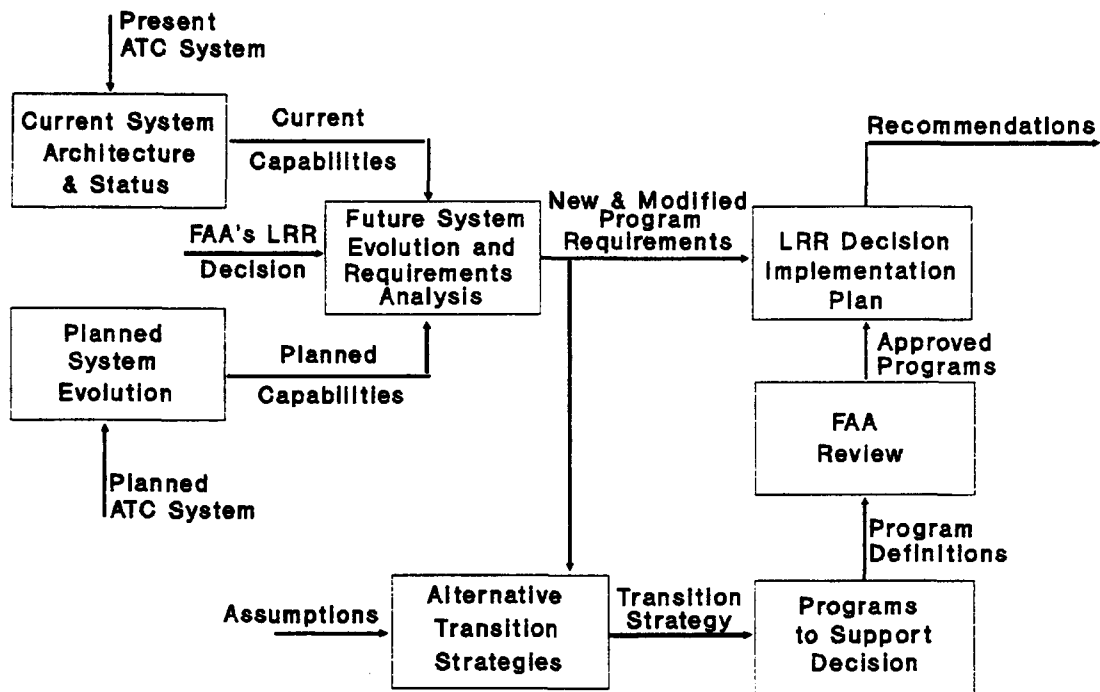 Present
ATC System
Current System
Architecture
& Status
Current
Capabilities
FAA's LRR
Decision
Future System
Evolution and
Requirements
Analysis
New & Modified
Program
Requirements
Recommendations
LRR Decision
Implementation
Plan
Planned
System
Evolution
Planned
Capabilities
Approved
Programs
FAA
Review
Planned
ATC System
Program
Definitions
Assumptions
Alternative
Transition
Strategies
Transition
Strategy
Programs
to Support
Decision